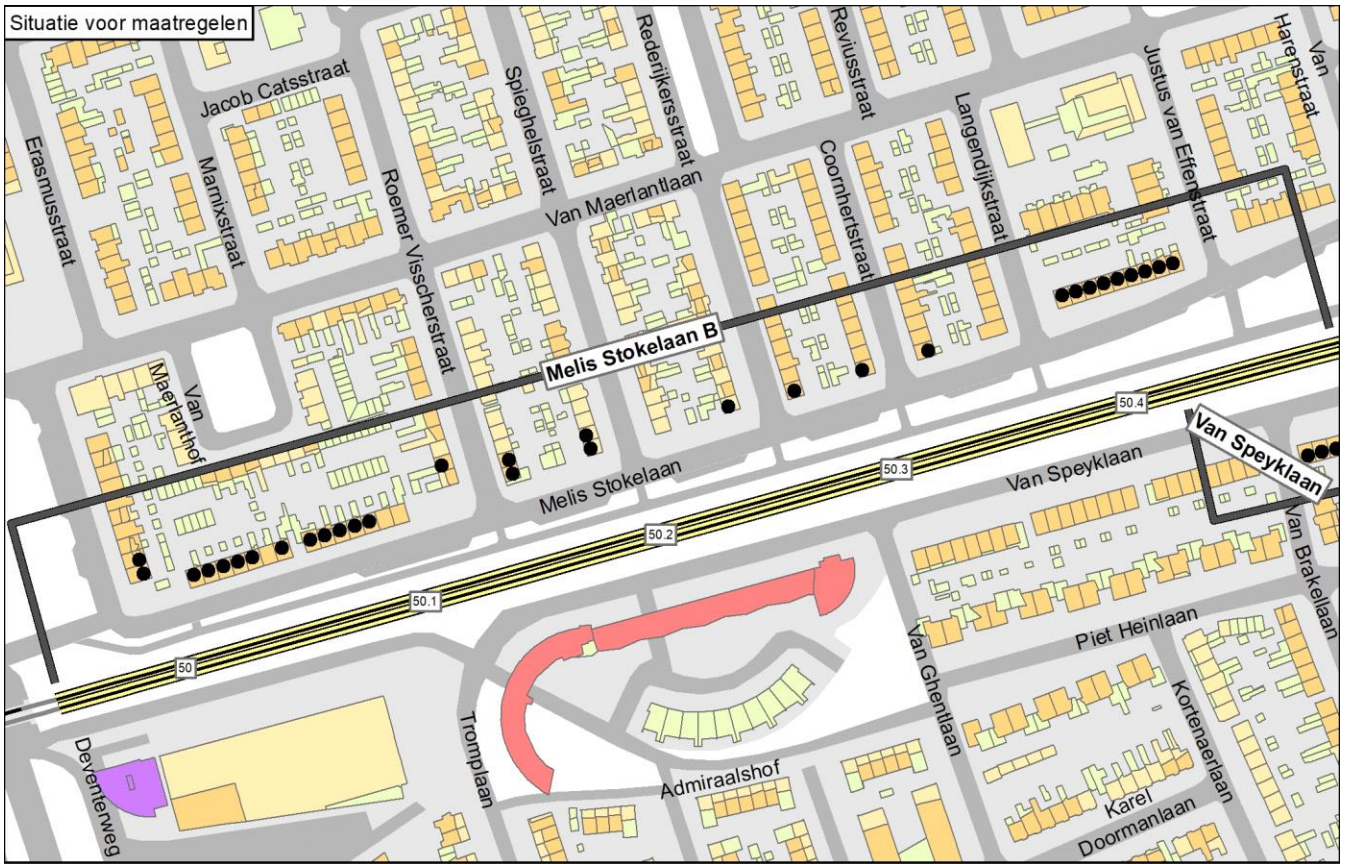 Situatie voor maatregelen
Jacob Catsstraat
Erasmusstraat
Marnixstraat
Roemer Visscherstraat
Spieghelstraat
Rederijkersstraat
Reviusstraat
Langendijkstraat
Justus van Effenstraat
Harenstraat
Van
Van Maerlantlaan
Coornhertstraat
Van
Maerlanthof
Melis Stokelaan B
Melis Stokelaan
50.4
50.3
50.2
50.1
50
Van Speyklaan
Van Speyklaan
Van Brakellaan
Piet Heinlaan
Van Ghentlaan
Kortenaerlaan
Karel
Doormanlaan
Admiraalshof
Tromplaan
Deventerweg